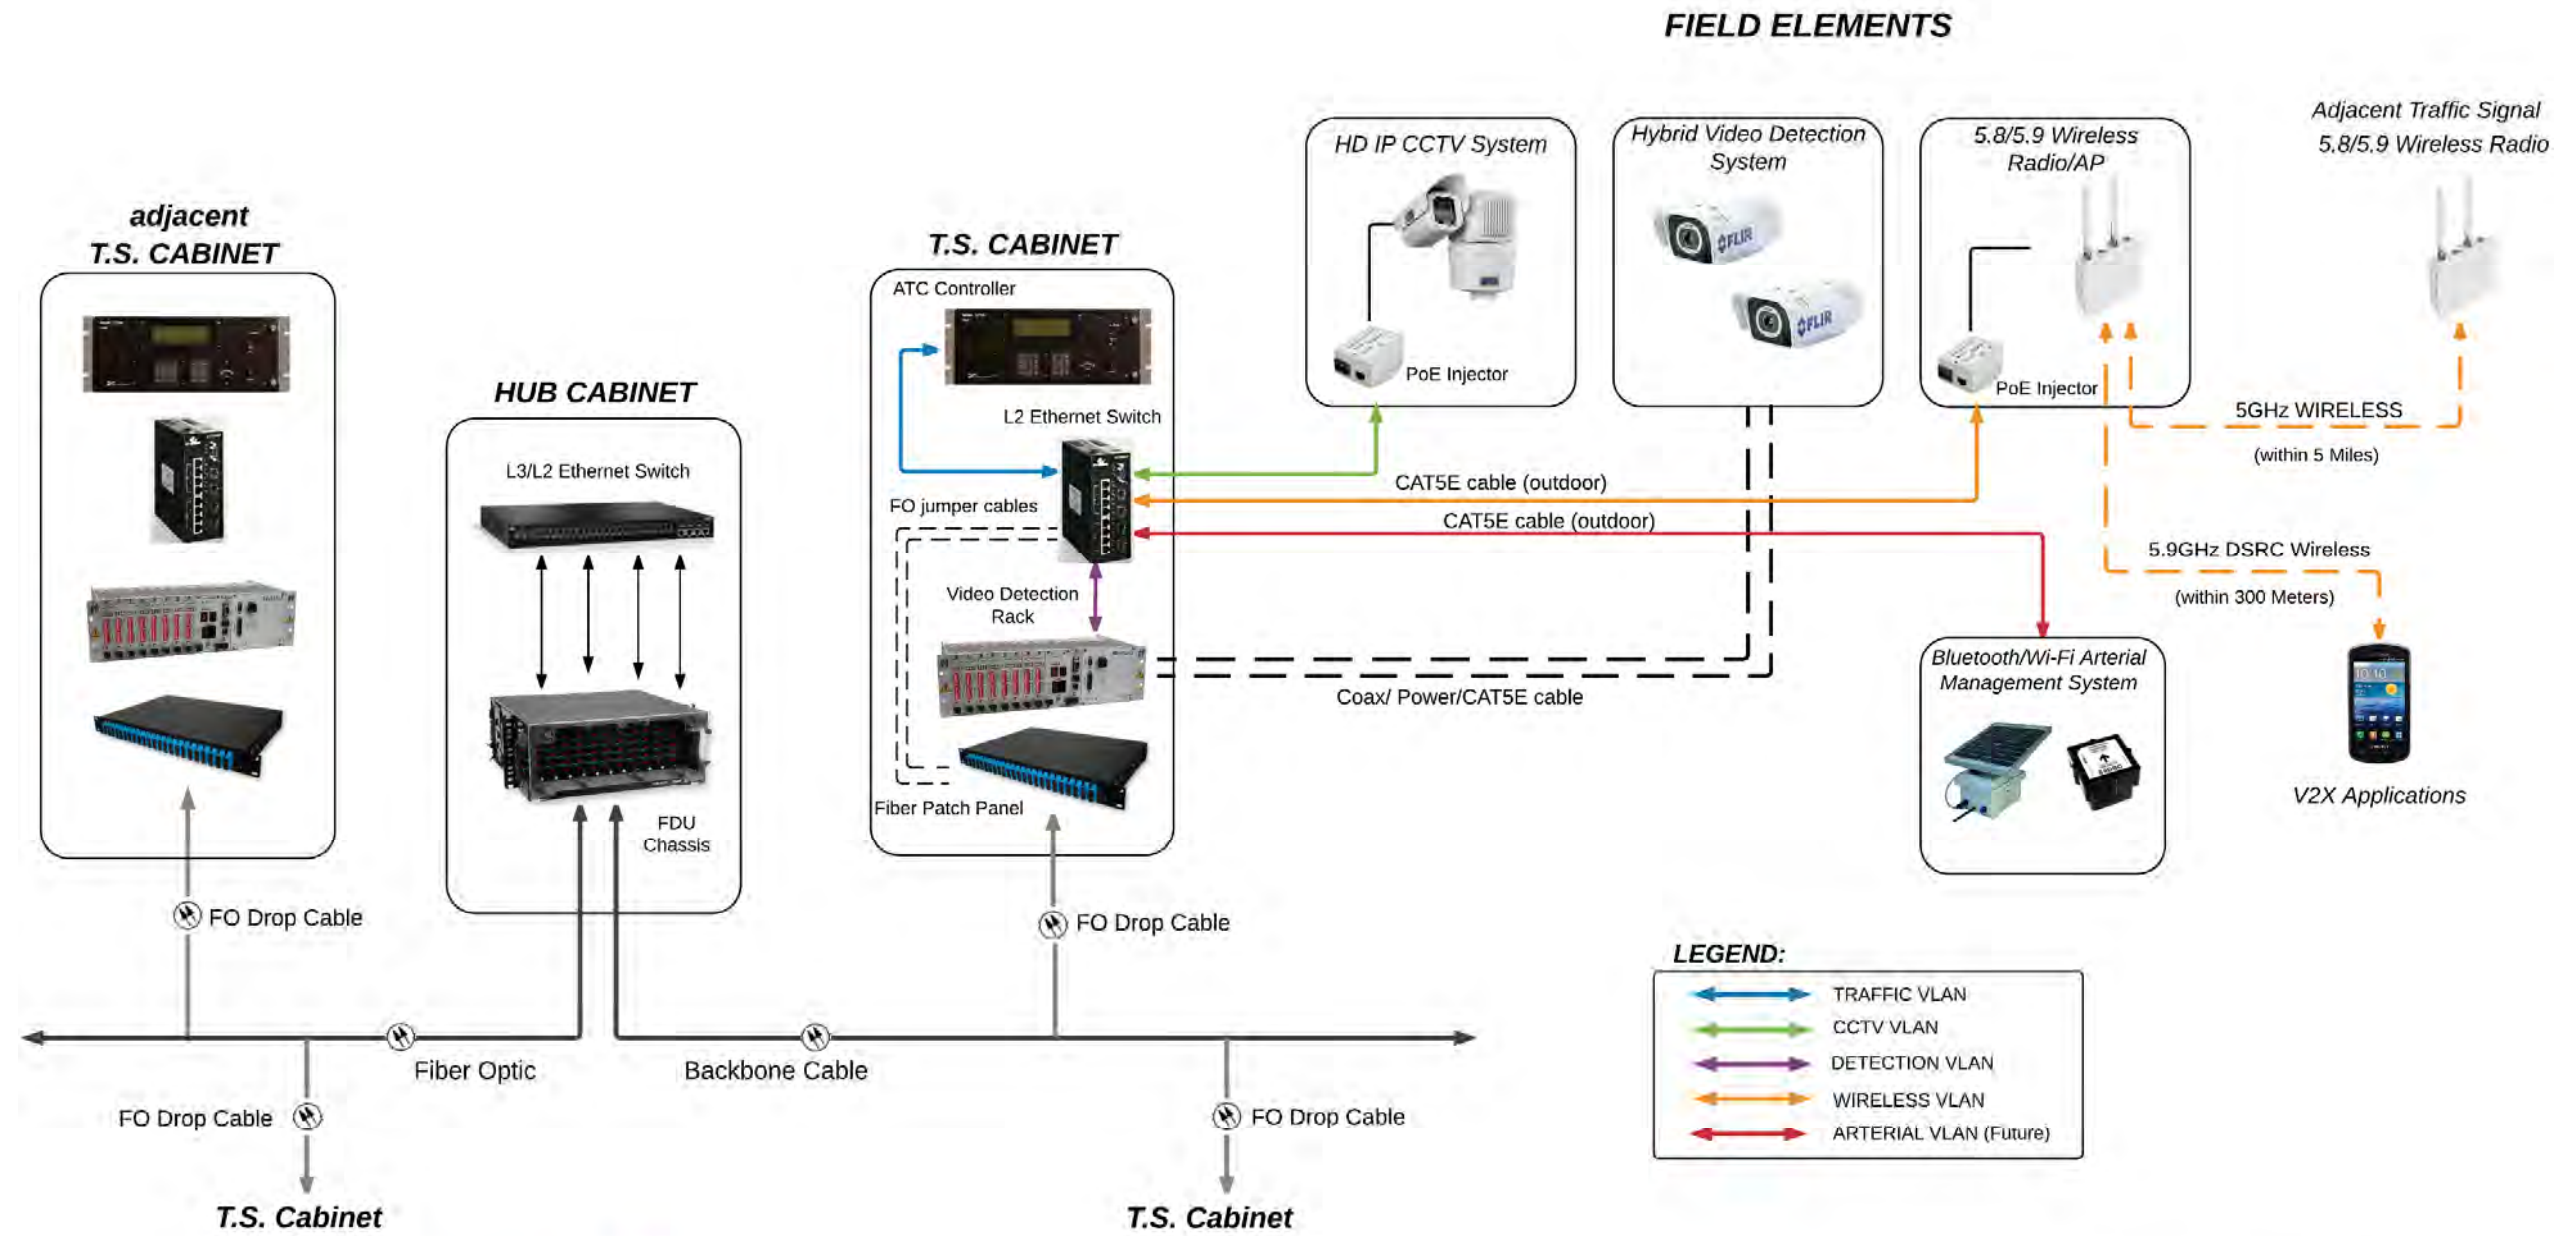 FIELD ELEMENTS
Adjacent Traffic Signal
5.8/5.9 Wireless Radio
HD IP CCTV System
Hybrid Video Detection
System
5.8/5.9 Wireless
Radio/AP
FLIR
FLIR
PoE Injector
PoE Injector
adjacent
T.S. CABINET
T.S. CABINET
ATC Controller
HUB CABINET
L2 Ethernet Switch
L3/L2 Ethernet Switch
5GHz WIRELESS
(within 5 Miles)
CAT5E cable (outdoor)
FO jumper cables
CAT5E cable (outdoor)
5.9GHz DSRC Wireless
(within 300 Meters)
Video Detection
Rack
Bluetooth/Wi-Fi Arterial
Management System
10:10
Coax/ Power/CAT5E cable
V2X Applications
Fiber Patch Panel
FDU
Chassis
FO Drop Cable
FO Drop Cable
Fiber Optic
Backbone Cable
FO Drop Cable
FO Drop Cable
T.S. Cabinet
T.S. Cabinet
LEGEND:
TRAFFIC VLAN
CCTV VLAN
DETECTION VLAN
WIRELESS VLAN
ARTERIAL VLAN (Future)